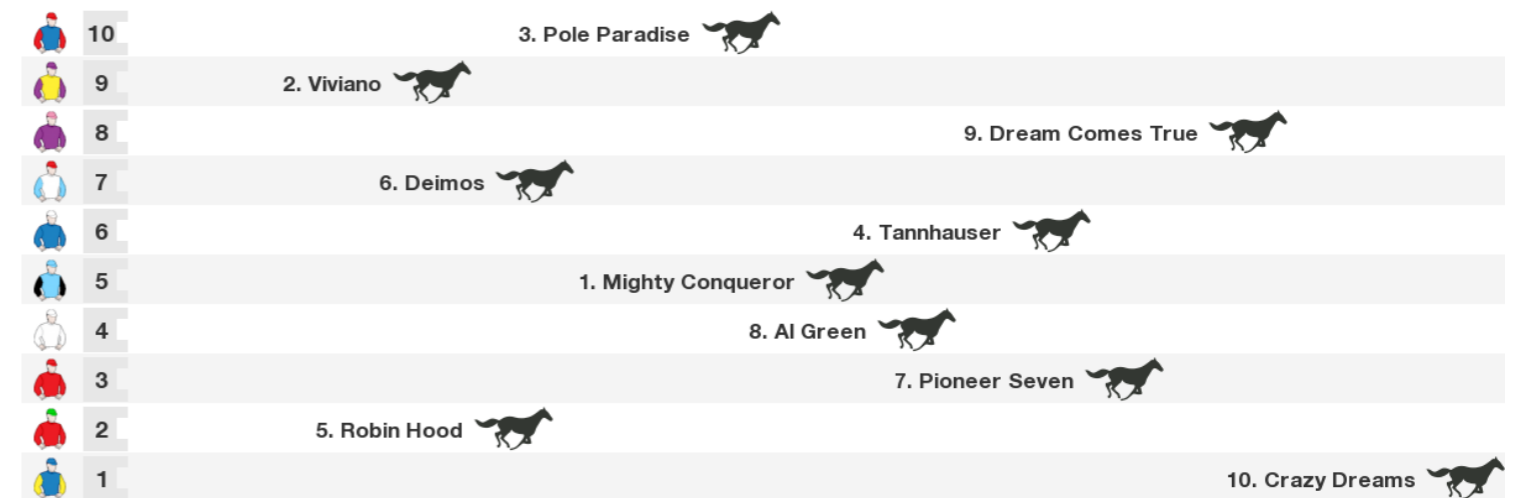 10 3. Pole Paradise
9 2. Viviano
8 9. Dream Comes True
7 6. Deimos
6 4. Tannhauser
5 1. Mighty Conqueror
4 8. Al Green
3 7. Pioneer Seven
2 5. Robin Hood
1 10. Crazy Dreams